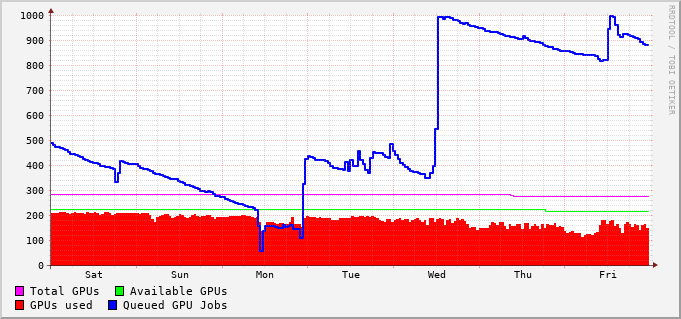 1000
900
800
700
600
500
400
300
200
100
0
Sat Sun Mon Tue Wed Thu Fri
Total GPUs Available GPUs
GPUs used Queued GPU Jobs
RRDTOOL / TOBI OETIKER